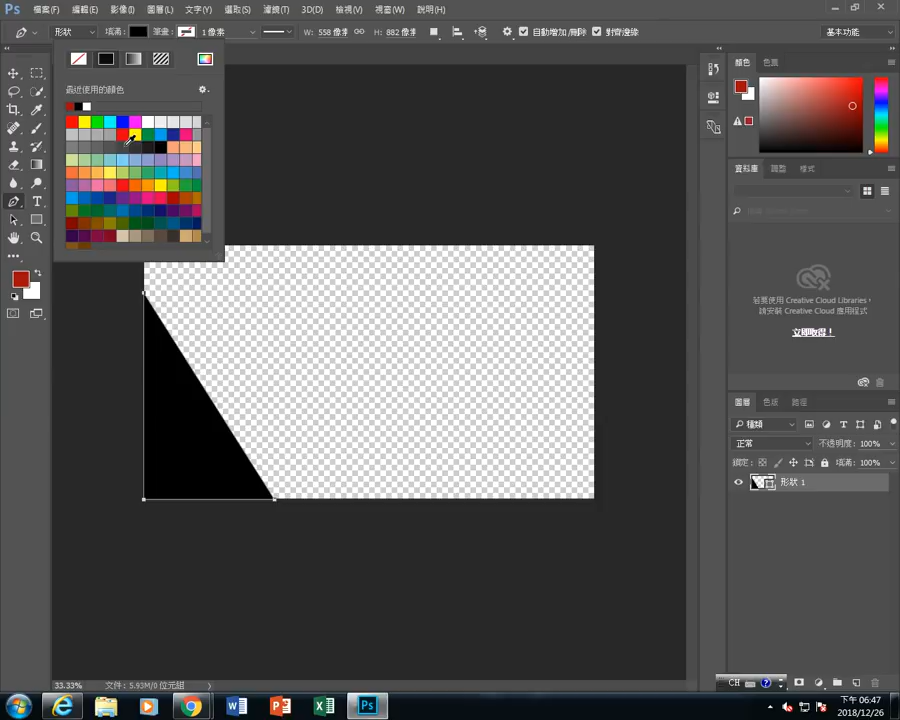 Ps 檔案(F) 編輯(E) 影像(I) 圖層(L) 文字(Y) 選取(S) 濾鏡(T) 3D(D) 檢視(V) 視窗(W) 說明(H)
形狀 填滿: 筆畫: 1 像素 W: 558 像素 H: 882 像素 自動增加/刪除 對齊邊緣 基本功能
最近使用的顏色
顏色 色票
資料庫 調整 樣式
若要使用 Creative Cloud Libraries,
請安裝 Creative Cloud 應用程式
立即取得!
圖層 色版 路徑
種類
正常 不透明度: 100%
鎖定: 填滿: 100%
形狀 1
33.33% 文件: 5.93M/0 位元組
CH
下午 06:47
2018/12/26